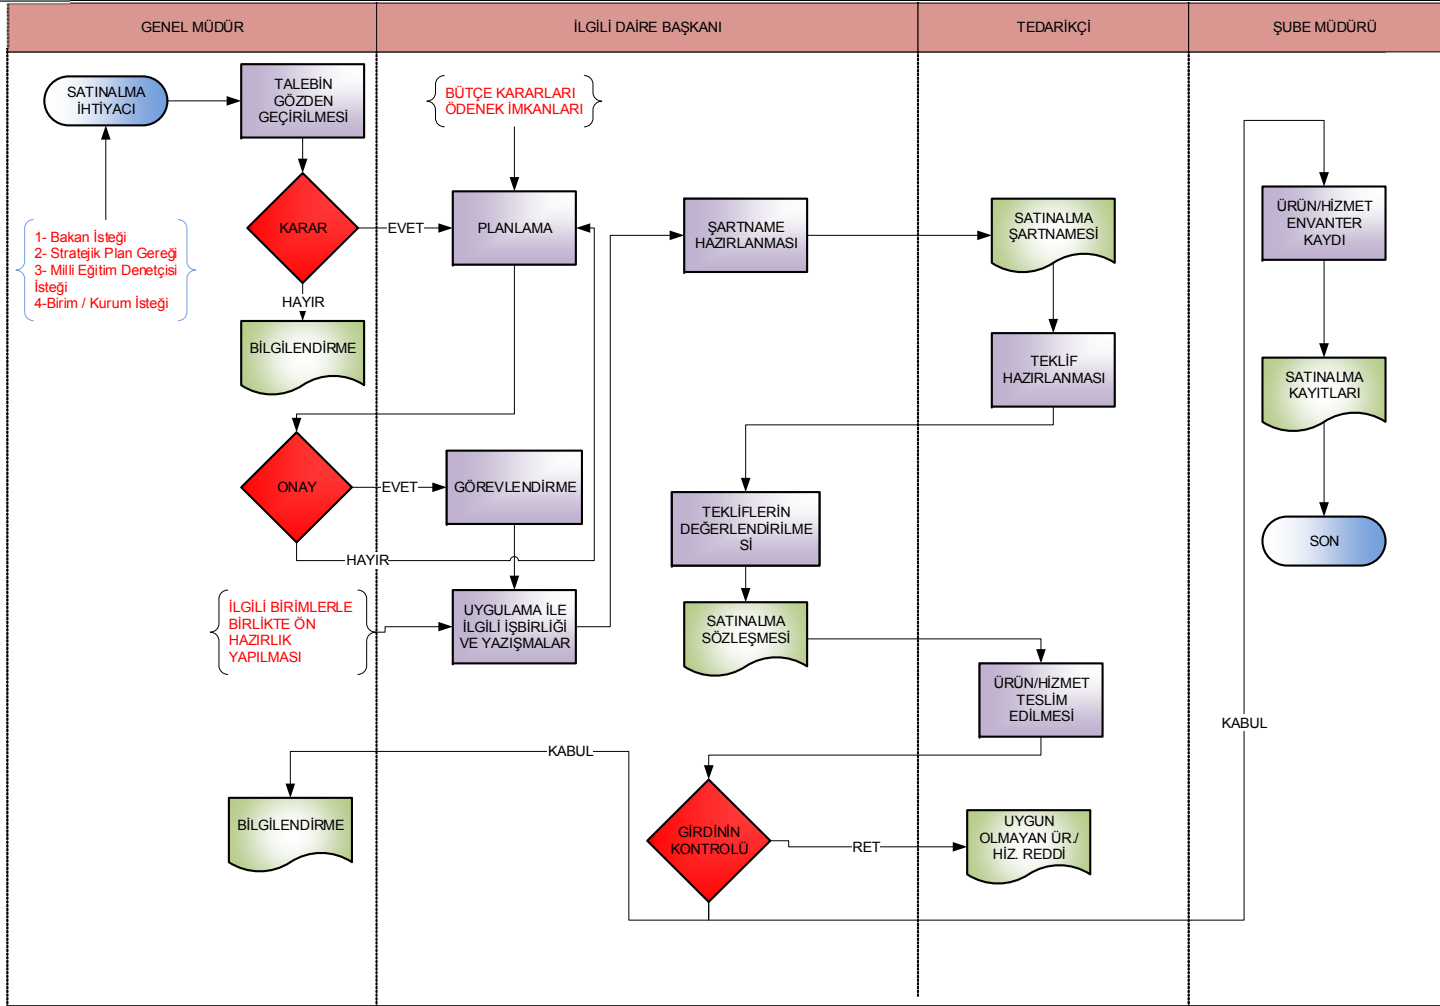 GENEL MÜDÜR
İLGİLİ DAİRE BAŞKANI
TEDARİKÇİ
ŞUBE MÜDÜRÜ
SATINALMA
İHTİYACI
TALEBİN
GÖZDEN
GEÇİRİLMESİ
BÜTÇE KARARLARI
ÖDENEK İMKANLARI
1- Bakan İsteği
2- Stratejik Plan Gereği
3- Milli Eğitim Denetçisi
İsteği
4-Birim / Kurum İsteği
KARAR
EVET
PLANLAMA
ŞARTNAME
HAZIRLANMASI
SATINALMA
ŞARTNAMESİ
ÜRÜN/HİZMET
ENVANTER
KAYDI
HAYIR
BİLGİLENDİRME
TEKLİF
HAZIRLANMASI
SATINALMA
KAYITLARI
ONAY
EVET
GÖREVLENDİRME
TEKLİFLERİN
DEĞERLENDİRİLME
Sİ
SON
HAYIR
İLGİLİ BİRİMLERLE
BİRLİKTE ÖN
HAZIRLIK
YAPILMASI
UYGULAMA İLE
İLGİLİ İŞBİRLİĞİ
VE YAZIŞMALAR
SATINALMA
SÖZLEŞMESİ
ÜRÜN/HİZMET
TESLİM
EDİLMESİ
KABUL
KABUL
BİLGİLENDİRME
GİRDİNİN
KONTROLÜ
RET
UYGUN
OLMAYAN ÜR./
HİZ. REDDİ